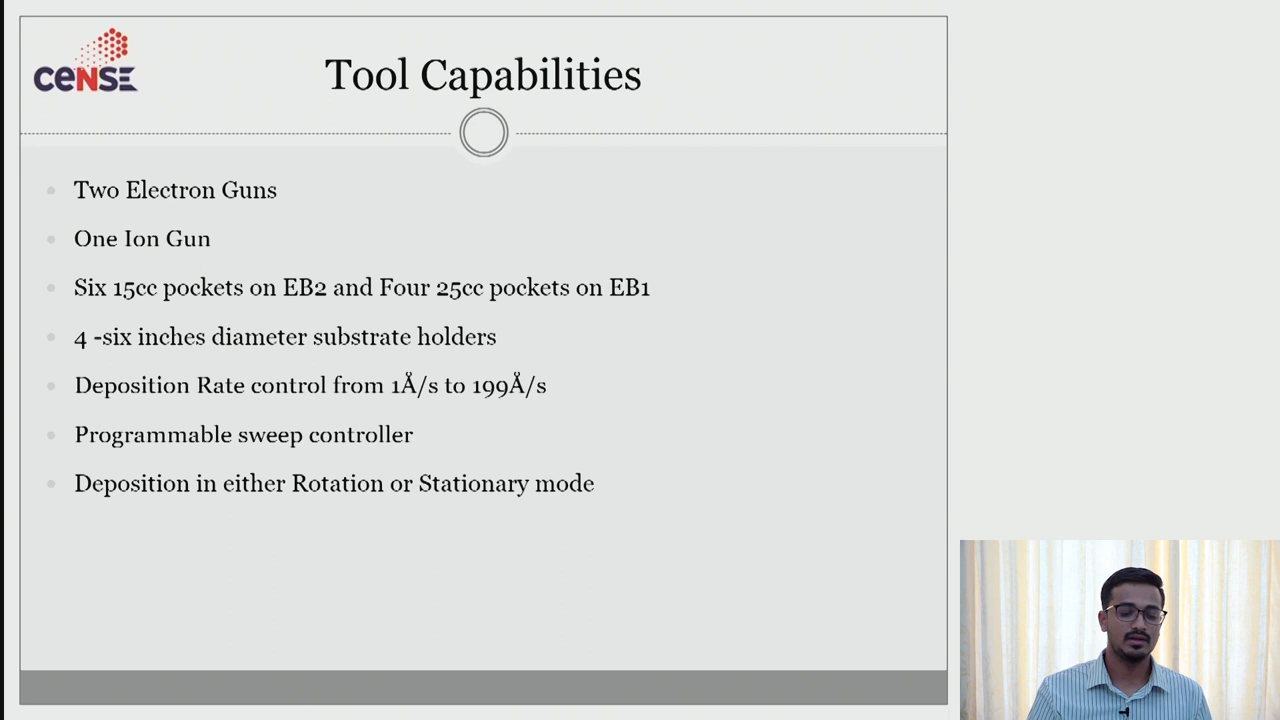 CeNSE
Tool Capabilities
Two Electron Guns
One Ion Gun
Six 15cc pockets on EB2 and Four 25cc pockets on EB1
4 -six inches diameter substrate holders
Deposition Rate control from 1Å/s to 199Å/s
Programmable sweep controller
Deposition in either Rotation or Stationary mode